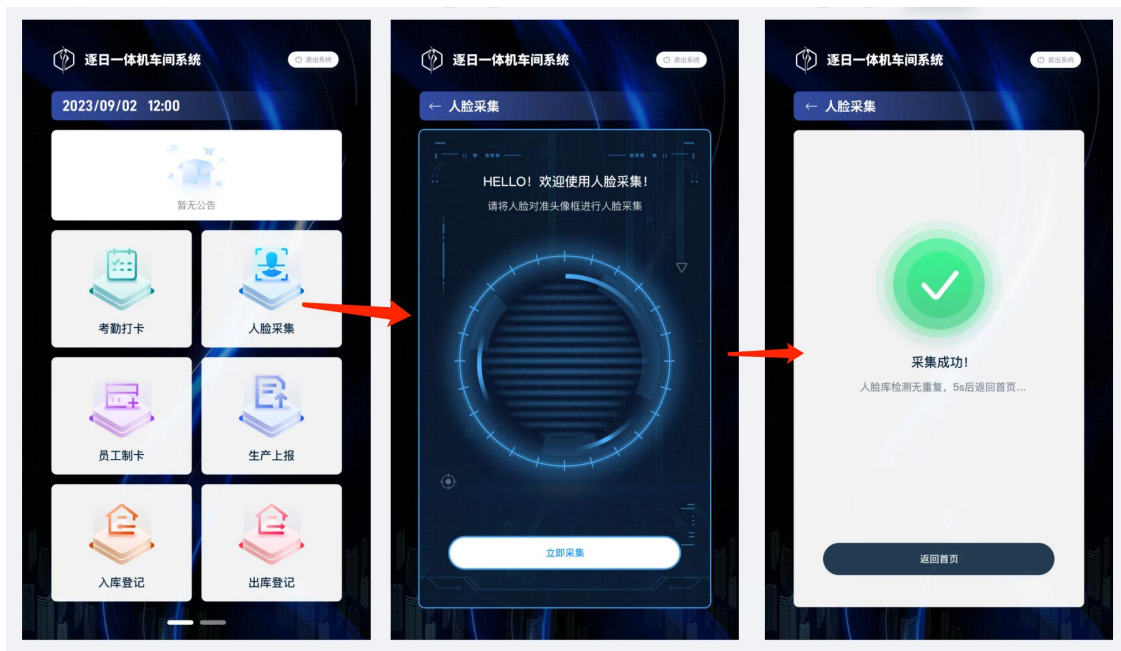 逐日一体机车间系统
退出系统
2023/09/02 12:00
暂无公告
考勤打卡
人脸采集
员工制卡
生产上报
入库登记
出库登记
逐日一体机车间系统
退出系统
← 人脸采集
HELLO！欢迎使用人脸采集！
请将人脸对准头像框进行人脸采集
立即采集
逐日一体机车间系统
退出系统
← 人脸采集
采集成功！
人脸库检测无重复，5s后返回首页...
返回首页